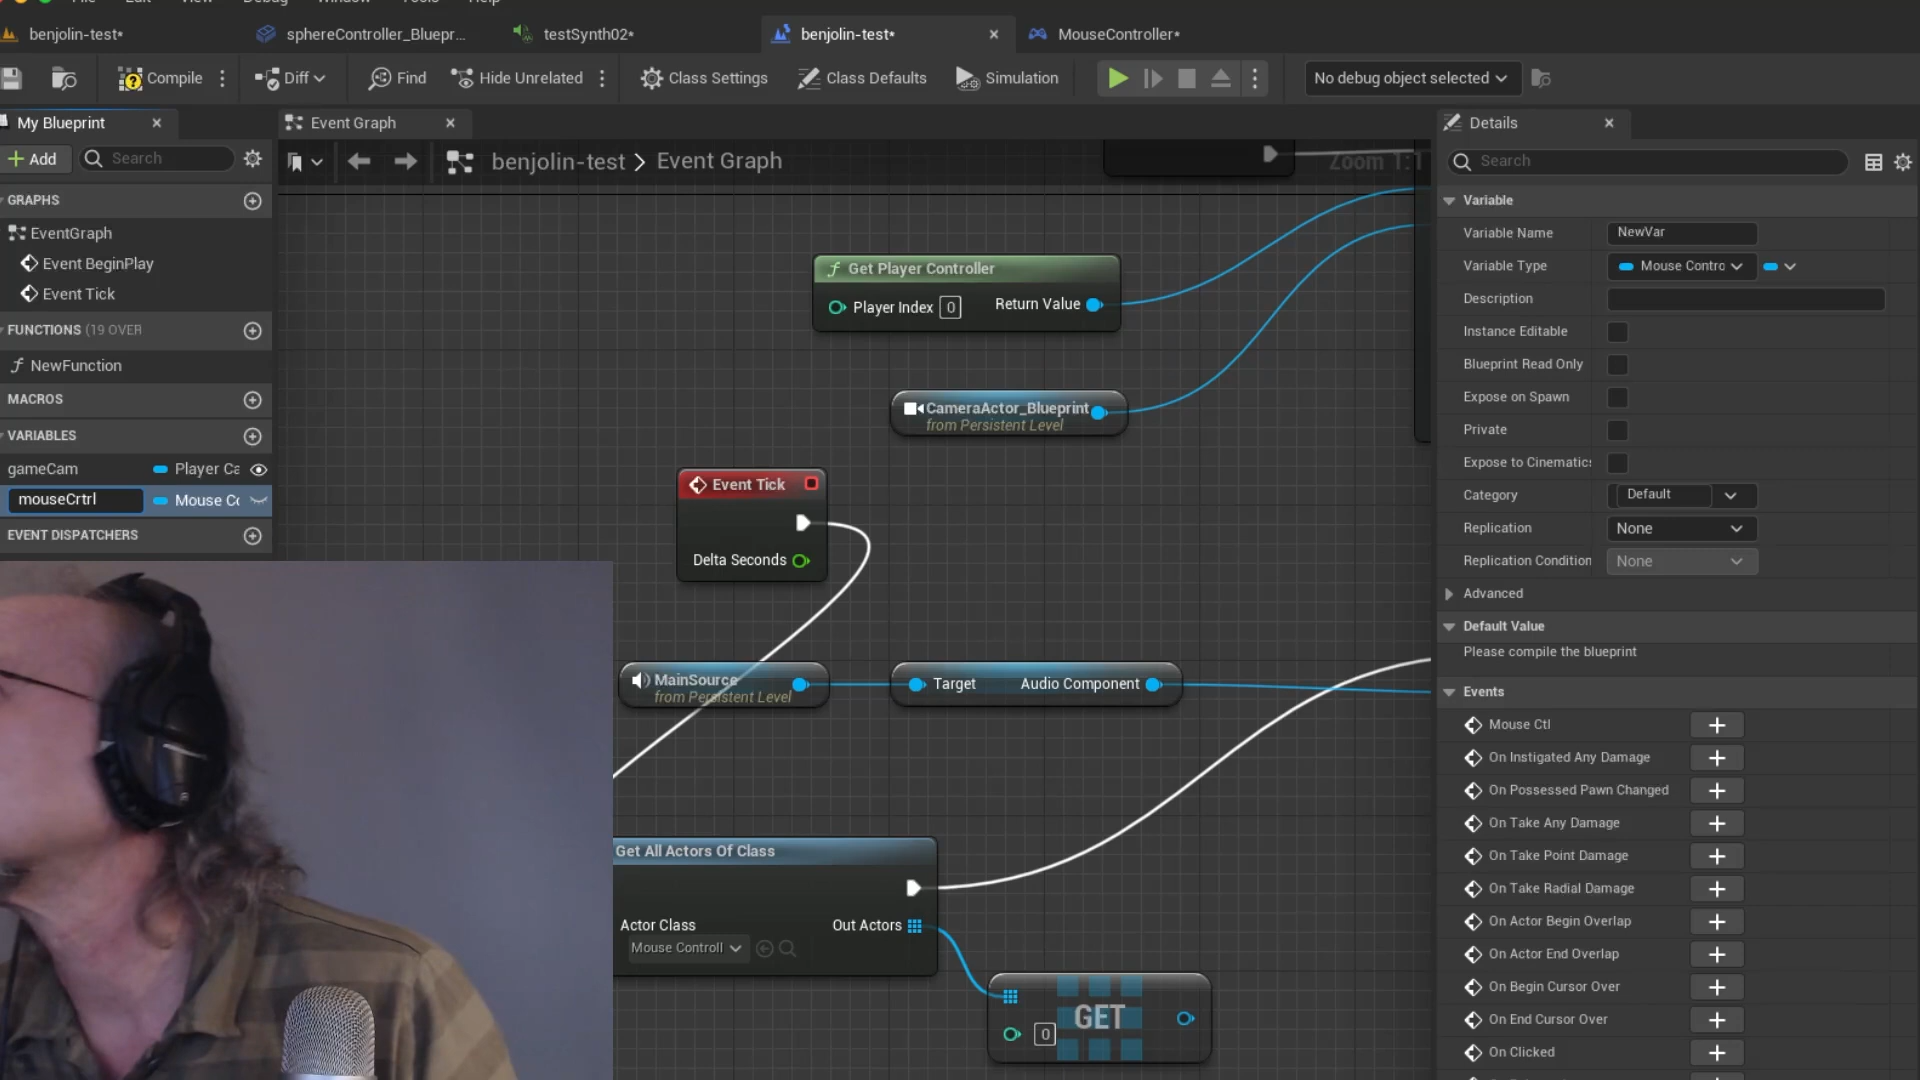 benjolin-test*
sphereController_Bluepr...
testSynth02*
benjolin-test*
MouseController*
Compile
Diff
Find
Hide Unrelated
Class Settings
Class Defaults
Simulation
No debug object selected
My Blueprint
Event Graph
Details
Add
Search
benjolin-test > Event Graph
Zoom 1:1
Search
GRAPHS
EventGraph
Event BeginPlay
Event Tick
FUNCTIONS (19 OVER
NewFunction
MACROS
VARIABLES
gameCam
Player Ca
mouseCrtrl
Mouse Co
EVENT DISPATCHERS
Get Player Controller
Player Index 0
Return Value
CameraActor_Blueprint
from Persistent Level
Event Tick
Delta Seconds
MainSource
from Persistent Level
Target
Audio Component
Get All Actors Of Class
Actor Class
Mouse Controll
Out Actors
GET
0
Variable
Variable Name
NewVar
Variable Type
Mouse Contro
Description
Instance Editable
Blueprint Read Only
Expose on Spawn
Private
Expose to Cinematics
Category
Default
Replication
None
Replication Condition
None
Advanced
Default Value
Please compile the blueprint
Events
Mouse Ctl
On Instigated Any Damage
On Possessed Pawn Changed
On Take Any Damage
On Take Point Damage
On Take Radial Damage
On Actor Begin Overlap
On Actor End Overlap
On Begin Cursor Over
On End Cursor Over
On Clicked